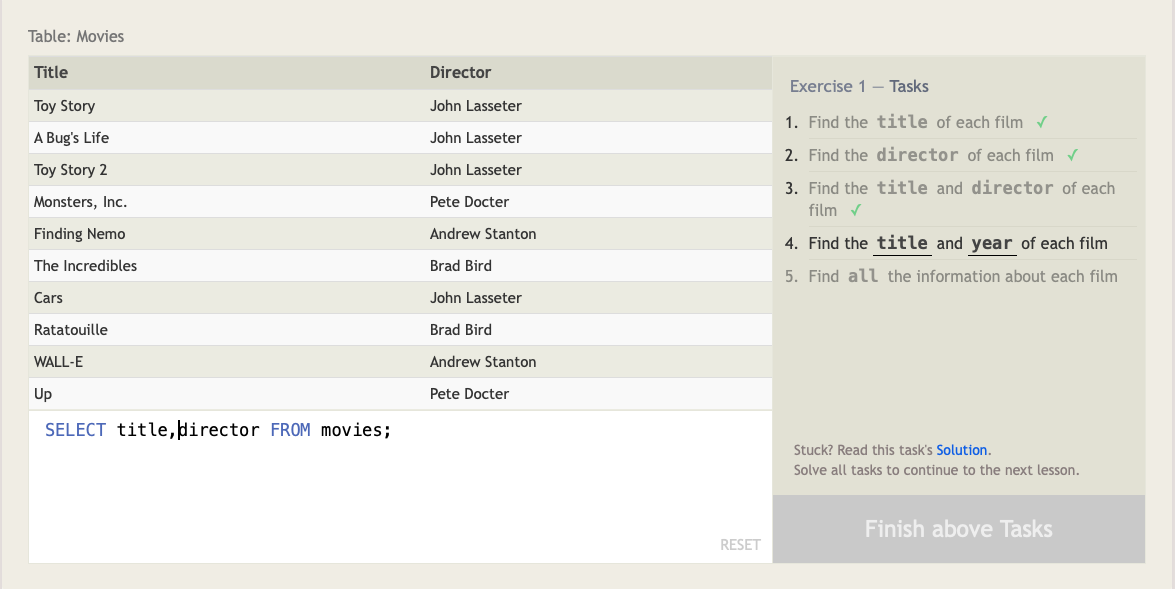 Table: Movies
Title Director
Toy Story John Lasseter
A Bug's Life John Lasseter
Toy Story 2 John Lasseter
Monsters, Inc. Pete Docter
Finding Nemo Andrew Stanton
The Incredibles Brad Bird
Cars John Lasseter
Ratatouille Brad Bird
WALL-E Andrew Stanton
Up Pete Docter
SELECT title,director FROM movies;
RESET
Exercise 1 — Tasks
1. Find the title of each film ✓
2. Find the director of each film ✓
3. Find the title and director of each
film ✓
4. Find the title and year of each film
5. Find all the information about each film
Stuck? Read this task's Solution.
Solve all tasks to continue to the next lesson.
Finish above Tasks